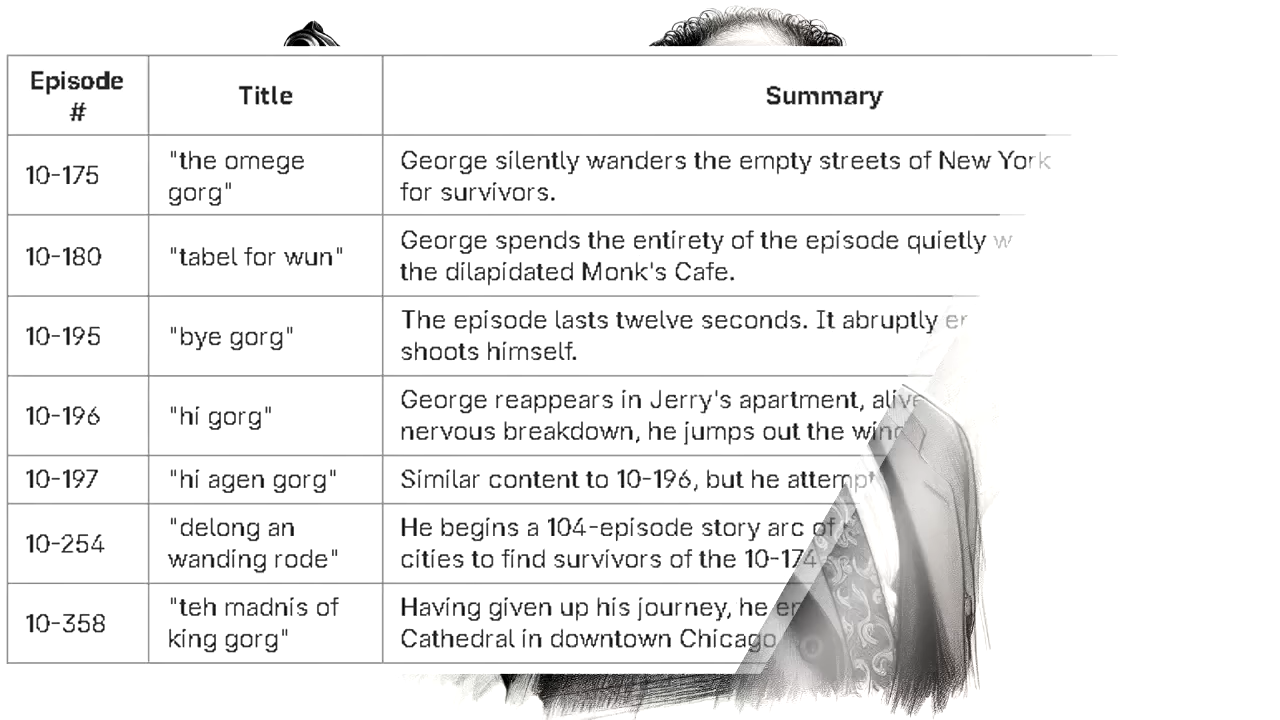 Episode
#
Title
Summary
10-175
"the omege
gorg"
George silently wanders the empty streets of New York
for survivors.
10-180
"tabel for wun"
George spends the entirety of the episode quietly
the dilapidated Monk's Cafe.
10-195
"bye gorg"
The episode lasts twelve seconds. It abruptly
shoots himself.
10-196
"hi gorg"
George reappears in Jerry's apartment, alive
nervous breakdown, he jumps out the
10-197
"hi agen gorg"
Similar content to 10-196, but he attempt
10-254
"delong an
wanding rode"
He begins a 104-episode story arc of
cities to find survivors of the 10-174
10-358
"teh madnis of
king gorg"
Having given up his journey, he
Cathedral in downtown Chicago